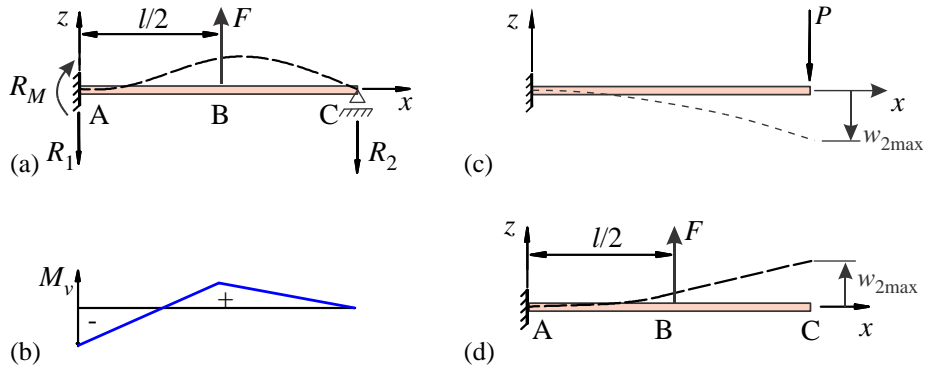 z
l/2
F
R_M
A
B
C
x
R_1
R_2
(a)
M_v
-
+
(b)
z
P
x
w_2max
(c)
z
l/2
F
w_2max
A
B
C
x
(d)